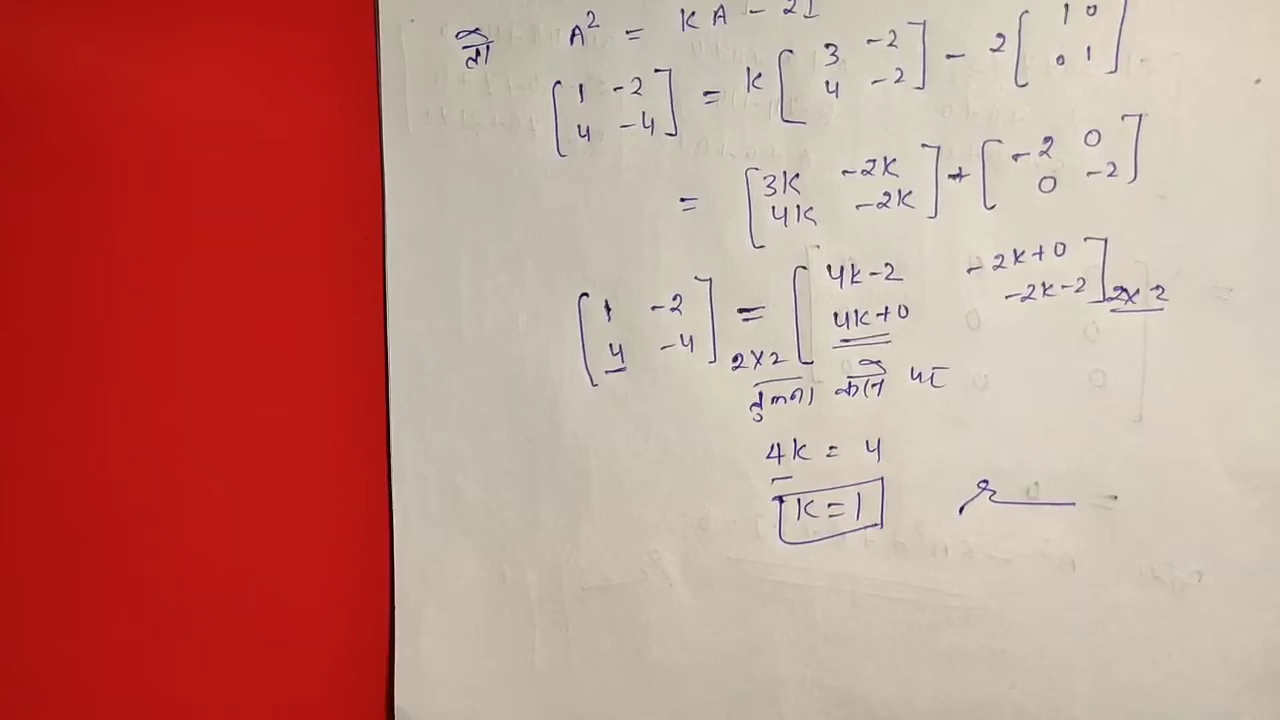 तो A² = KA - 2I
[1 -2 4 -4] = K [3 -2 4 -2] - 2 [1 0 0 1]
= [3K -2K 4K -2K] + [-2 0 0 -2]
[1 -2 4 -4] 2×2 = [4K-2 -2K+0 4K+0 -2K-2] 2×2
तुलना करने पर
4K = 4
K = 1